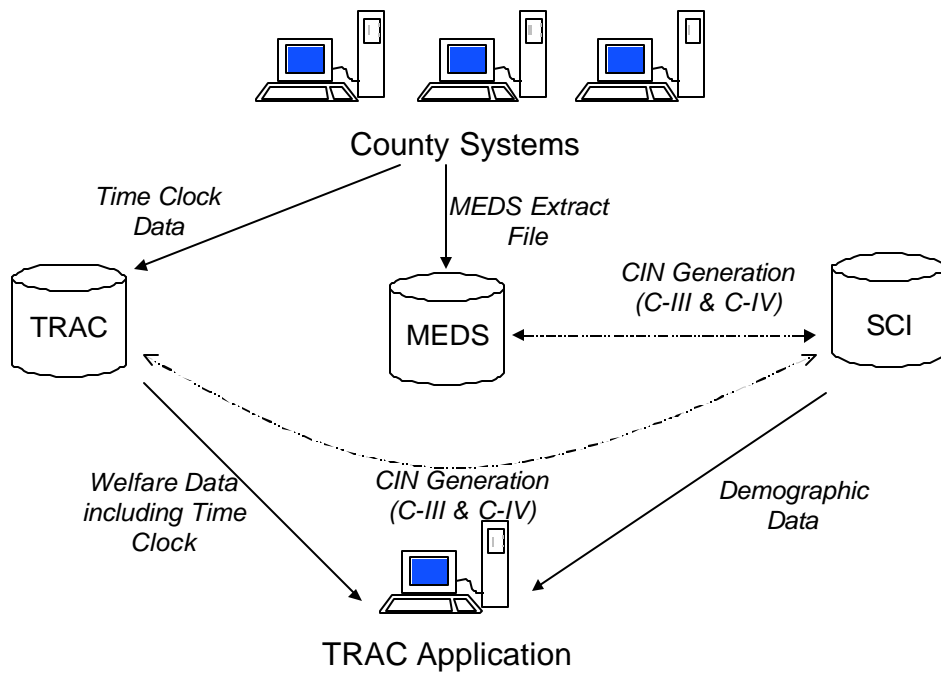 County Systems
Time Clock
Data
MEDS Extract
File
CIN Generation
(C-III & C-IV)
TRAC
MEDS
SCI
Welfare Data
including Time
Clock
CIN Generation
(C-III & C-IV)
Demographic
Data
TRAC Application